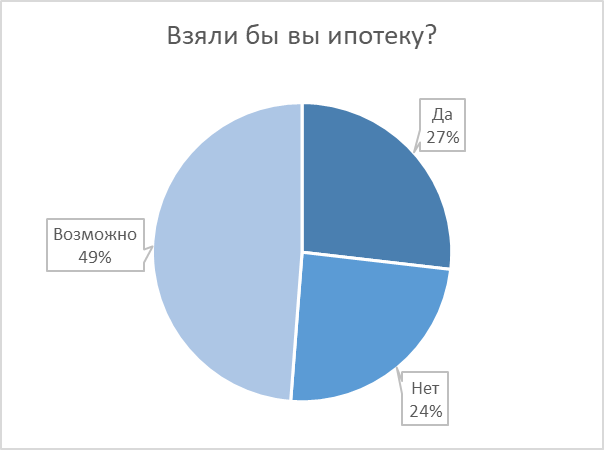 Взяли бы вы ипотеку?
Да
27%
Возможно
49%
Нет
24%